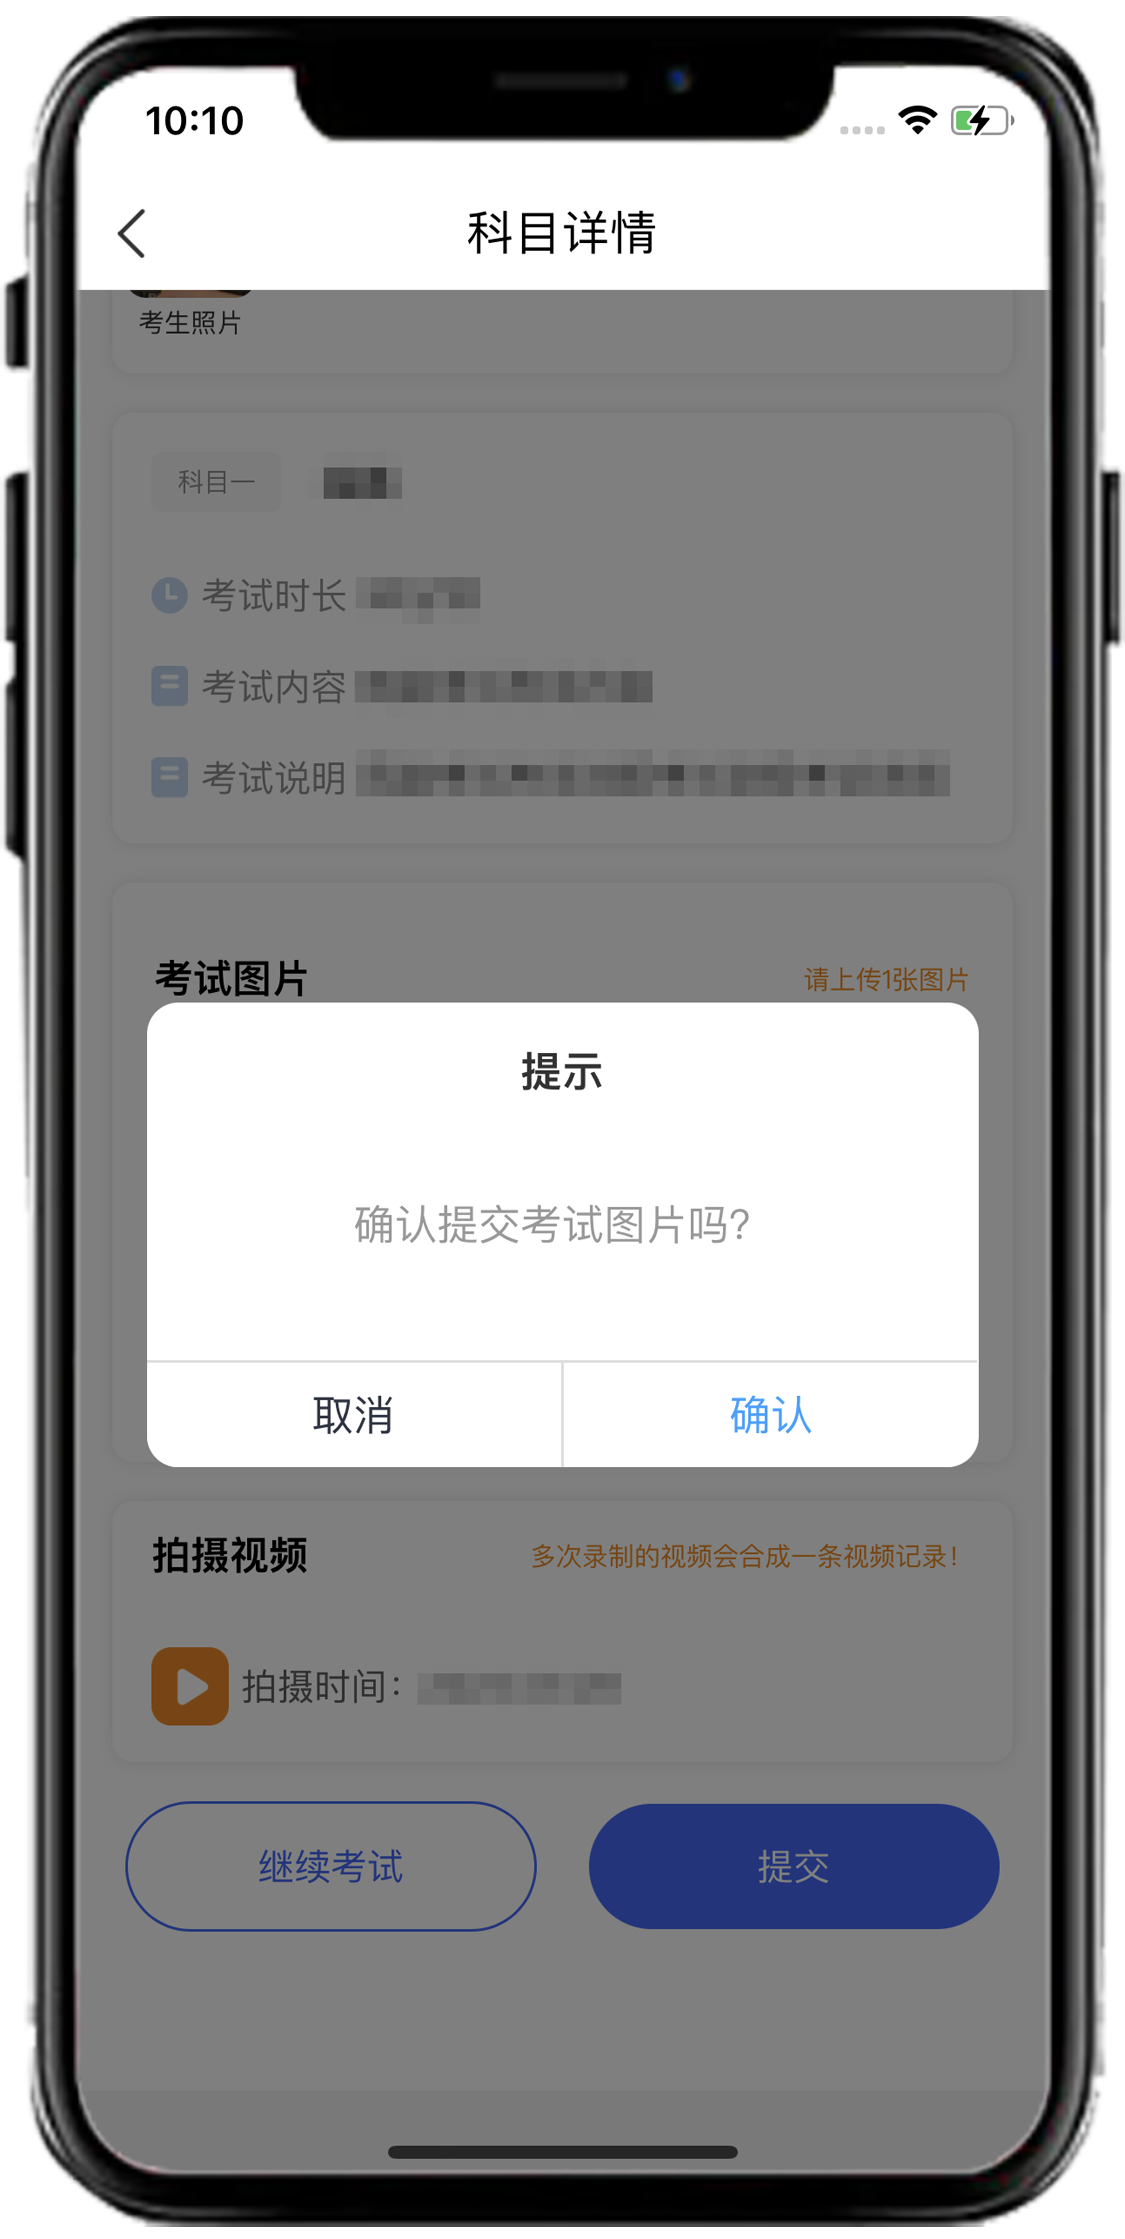 10:10
科目详情
考生照片
科目一
考试时长
考试内容
考试说明
考试图片 请上传1张图片
提示
确认提交考试图片吗?
取消 确认
拍摄视频 多次录制的视频会合成一条视频记录!
拍摄时间:
继续考试 提交